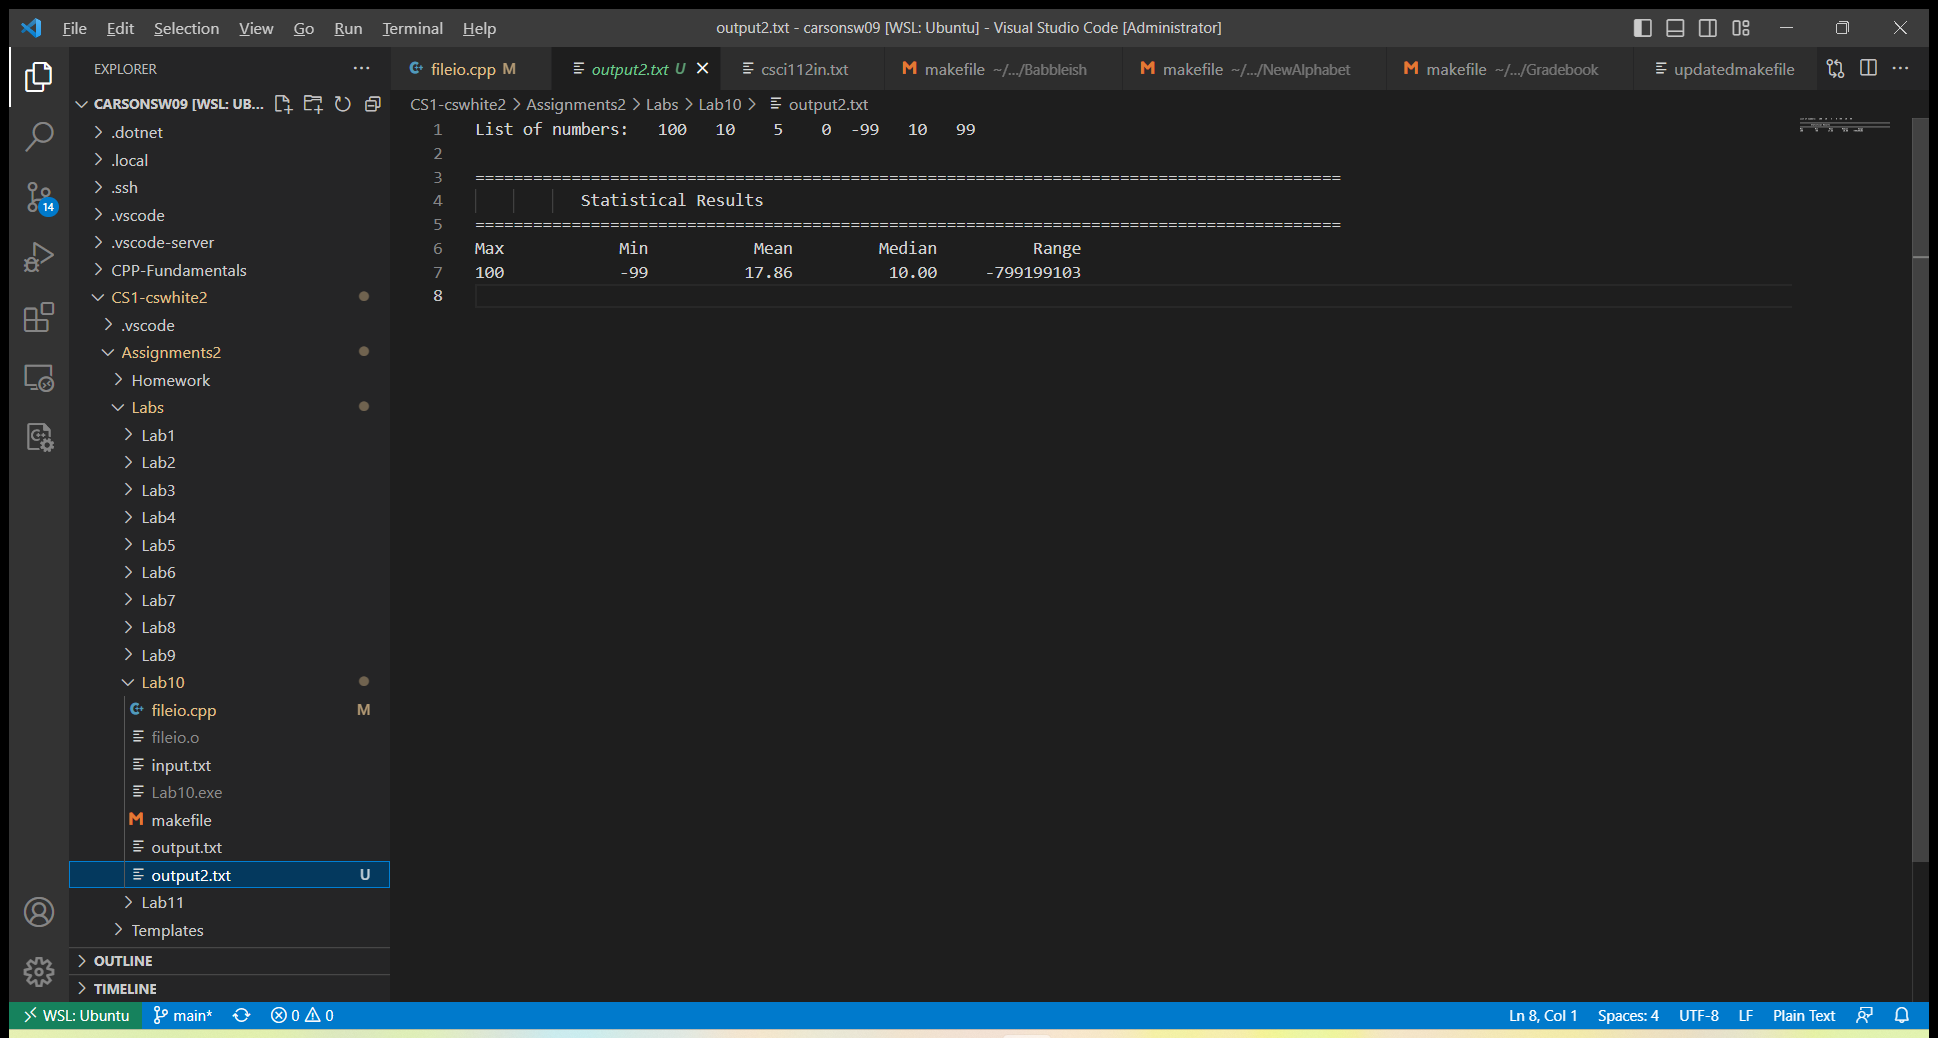 File Edit Selection View Go Run Terminal Help output2.txt - carsonsw09 [WSL: Ubuntu] - Visual Studio Code [Administrator]
EXPLORER ···
fileio.cpp M output2.txt U csci112in.txt M makefile ~/.../Babbleish M makefile ~/.../NewAlphabet M makefile ~/.../Gradebook updatedmakefile ···
CARSONSW09 [WSL: UB...
.dotnet
.local
.ssh
.vscode
.vscode-server
CPP-Fundamentals
CS1-cswhite2
.vscode
Assignments2
Homework
Labs
Lab1
Lab2
Lab3
Lab4
Lab5
Lab6
Lab7
Lab8
Lab9
Lab10
fileio.cpp M
fileio.o
input.txt
Lab10.exe
M makefile
output.txt
output2.txt U
Lab11
Templates
OUTLINE
TIMELINE
14
CS1-cswhite2 > Assignments2 > Labs > Lab10 > output2.txt
1 List of numbers: 100 10 5 0 -99 10 99
2
3 ==========================================================================================
4 Statistical Results
5 ==========================================================================================
6 Max Min Mean Median Range
7 100 -99 17.86 10.00 -799199103
8
WSL: Ubuntu main* 0 0 Ln 8, Col 1 Spaces: 4 UTF-8 LF Plain Text